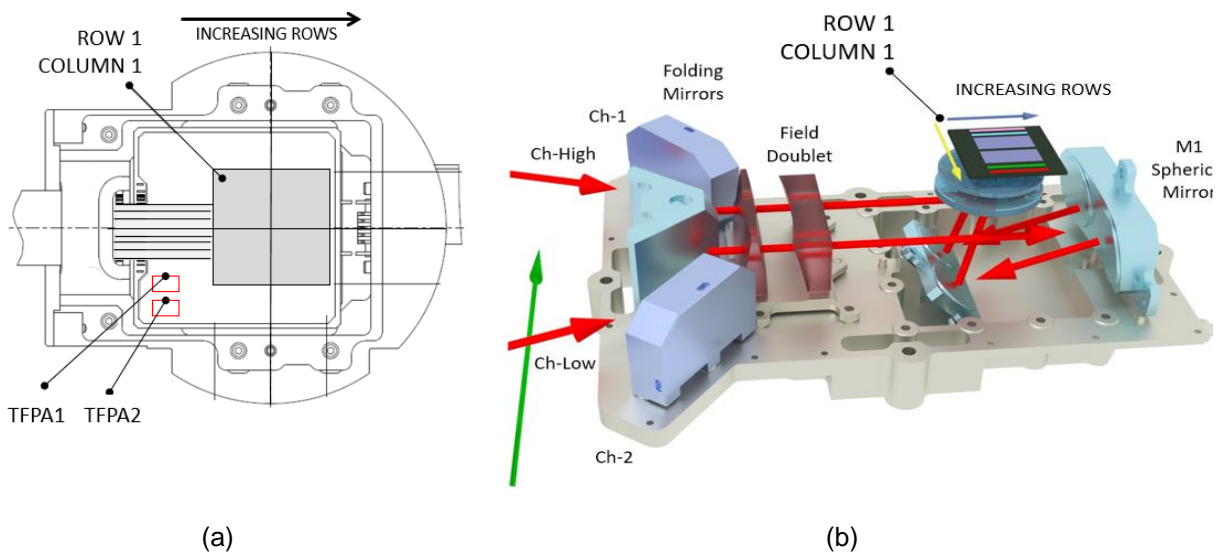 INCREASING ROWS
ROW 1
COLUMN 1
TFPA1 TFPA2
(a)
ROW 1
COLUMN 1
INCREASING ROWS
Folding
Mirrors
Ch-1
Ch-High
Field
Doublet
M1
Spheric
Mirror
Ch-Low
Ch-2
(b)